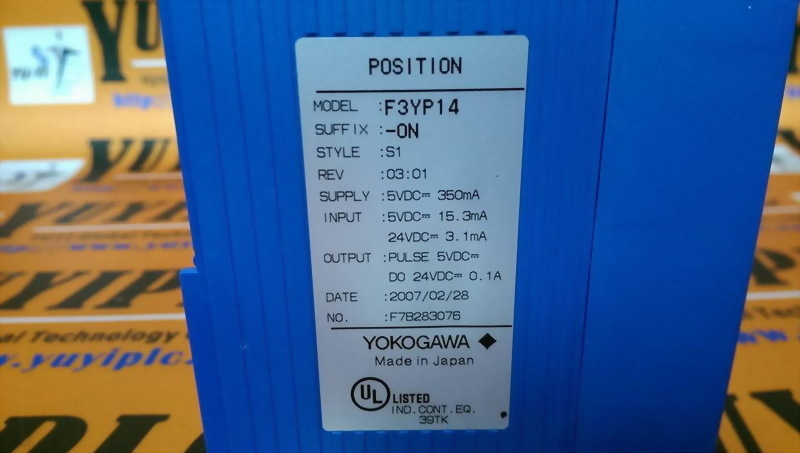 POSITION
MODEL :F3YP14
SUFFIX :-0N
STYLE :S1
REV :03:01
SUPPLY :5VDC⎓ 350mA
INPUT :5VDC⎓ 15.3mA
24VDC⎓ 3.1mA
OUTPUT :PULSE 5VDC⎓
DO 24VDC⎓ 0.1A
DATE :2007/02/28
NO. :F7B283076
YOKOGAWA
Made in Japan
UL LISTED
IND.CONT.EQ.
39TK